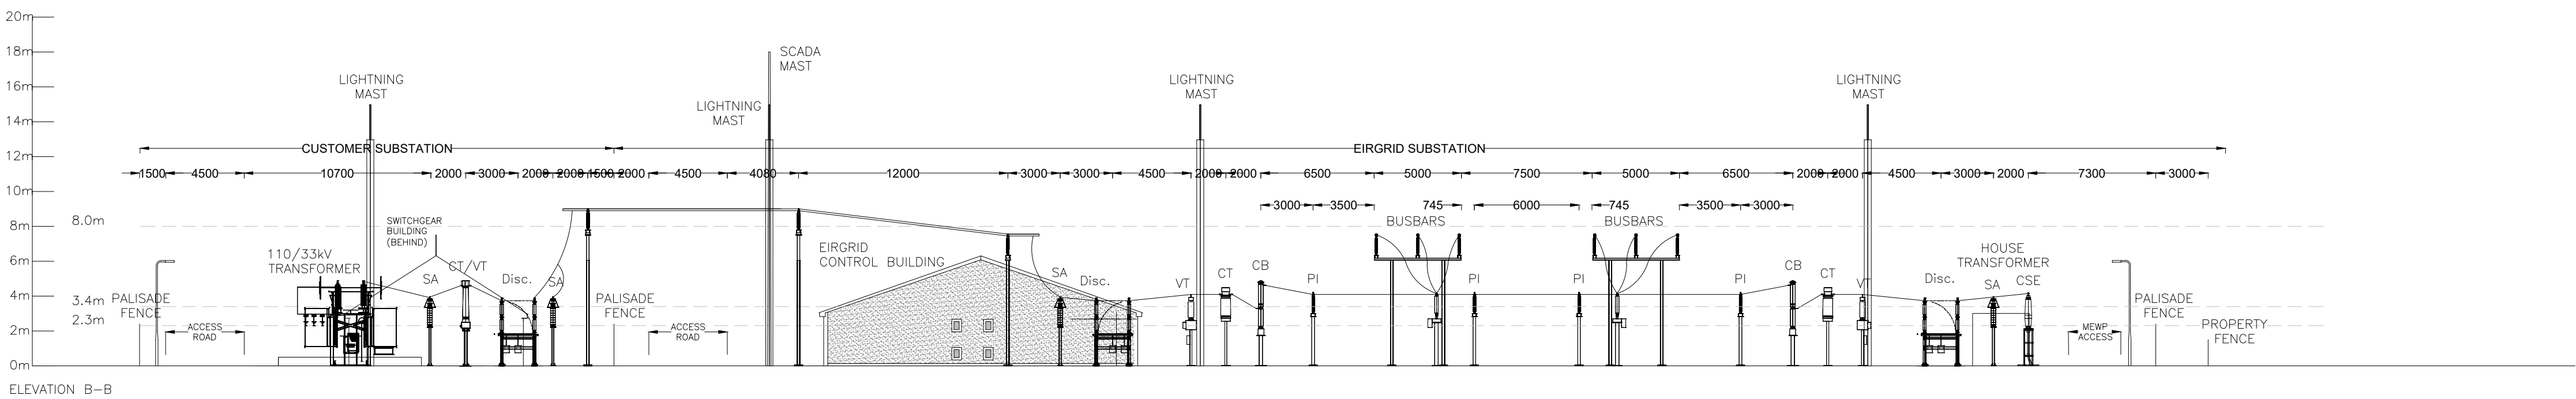 20m
18m
16m
14m
12m
10m
8m
6m
4m
2m
0m
8.0m
3.4m
2.3m
SCADA
MAST
LIGHTNING
MAST
LIGHTNING
MAST
LIGHTNING
MAST
LIGHTNING
MAST
CUSTOMER SUBSTATION
EIRGRID SUBSTATION
1500 4500 10700 2000 3000 2000 2000 1500 2000 4500 4080 12000 3000 3000 4500 2000 2000 6500 5000 7500 5000 6500 2000 2000 4500 3000 2000 7300 3000
3000 3500 745 6000 745 3500 3000
BUSBARS
BUSBARS
SWITCHGEAR
BUILDING
(BEHIND)
110/33kV
TRANSFORMER
PALISADE
FENCE
ACCESS
ROAD
SA
CT/VT
Disc.
SA
PALISADE
FENCE
ACCESS
ROAD
EIRGRID
CONTROL BUILDING
SA
Disc.
VT
CT
CB
PI
PI
PI
PI
CB
CT
VT
Disc.
HOUSE
TRANSFORMER
SA
CSE
MEWP
ACCESS
PALISADE
FENCE
PROPERTY
FENCE
ELEVATION B-B